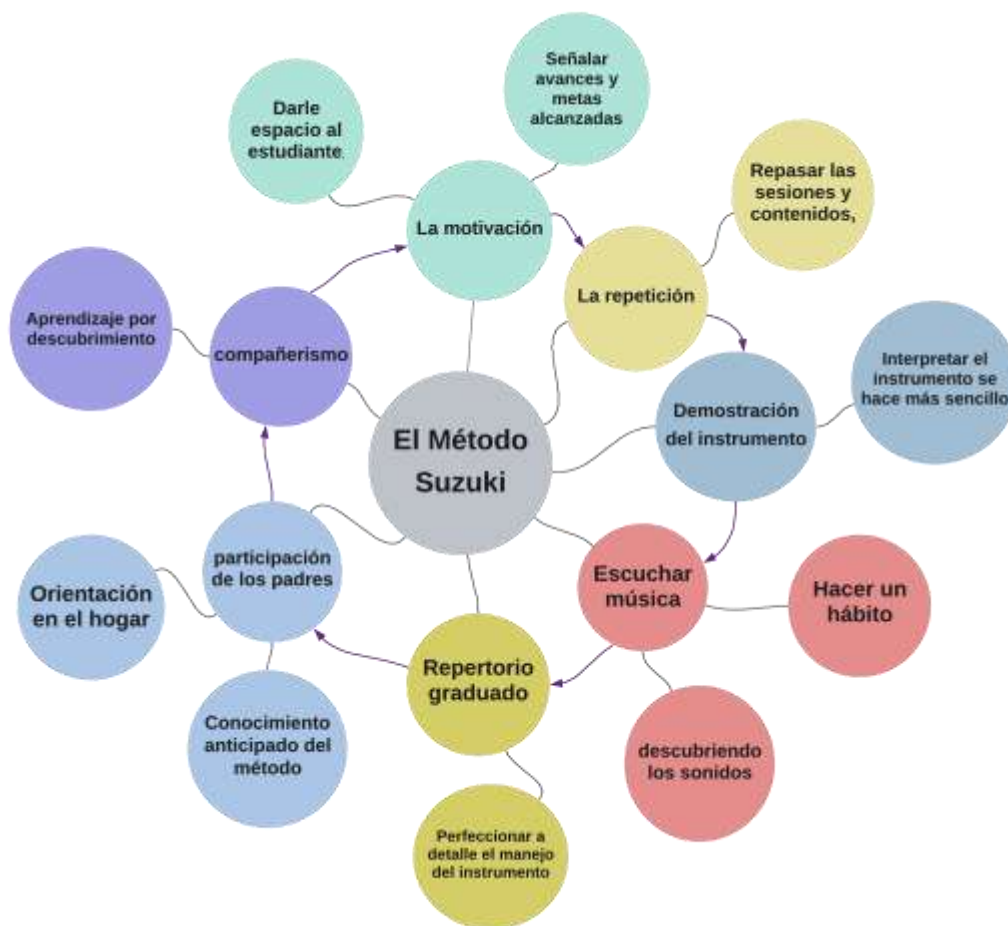 Señalar
avances y
metas
alcanzadas
Darle
espacio al
estudiante.
La motivación
Repasar las
sesiones y
contenidos,
La repetición
Aprendizaje por
descubrimiento
compañerismo
Interpretar el
instrumento se
hace más sencillo
Demostración
del instrumento
El Método
Suzuki
participación
de los padres
Orientación
en el hogar
Conocimiento
anticipado del
método
Escuchar
música
Hacer un
hábito
descubriendo
los sonidos
Repertorio
graduado
Perfeccionar a
detalle el manejo
del instrumento